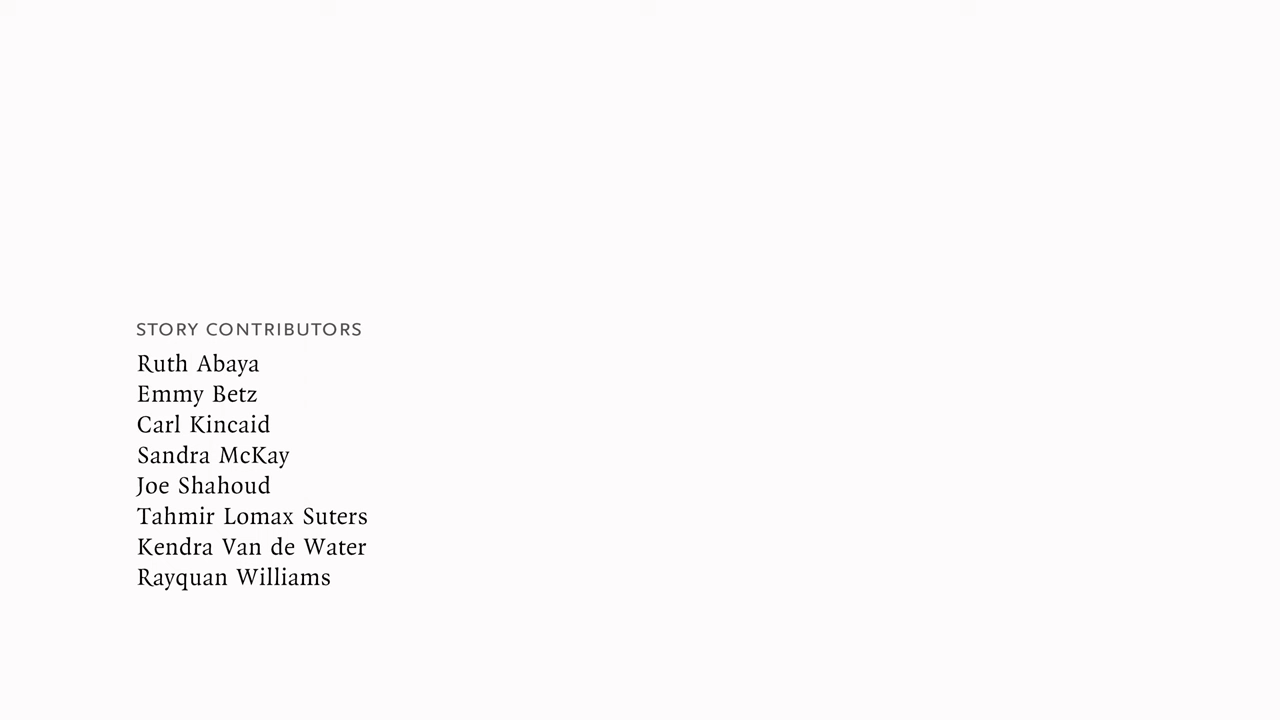 STORY CONTRIBUTORS
Ruth Abaya
Emmy Betz
Carl Kincaid
Sandra McKay
Joe Shahoud
Tahmir Lomax Suters
Kendra Van de Water
Rayquan Williams